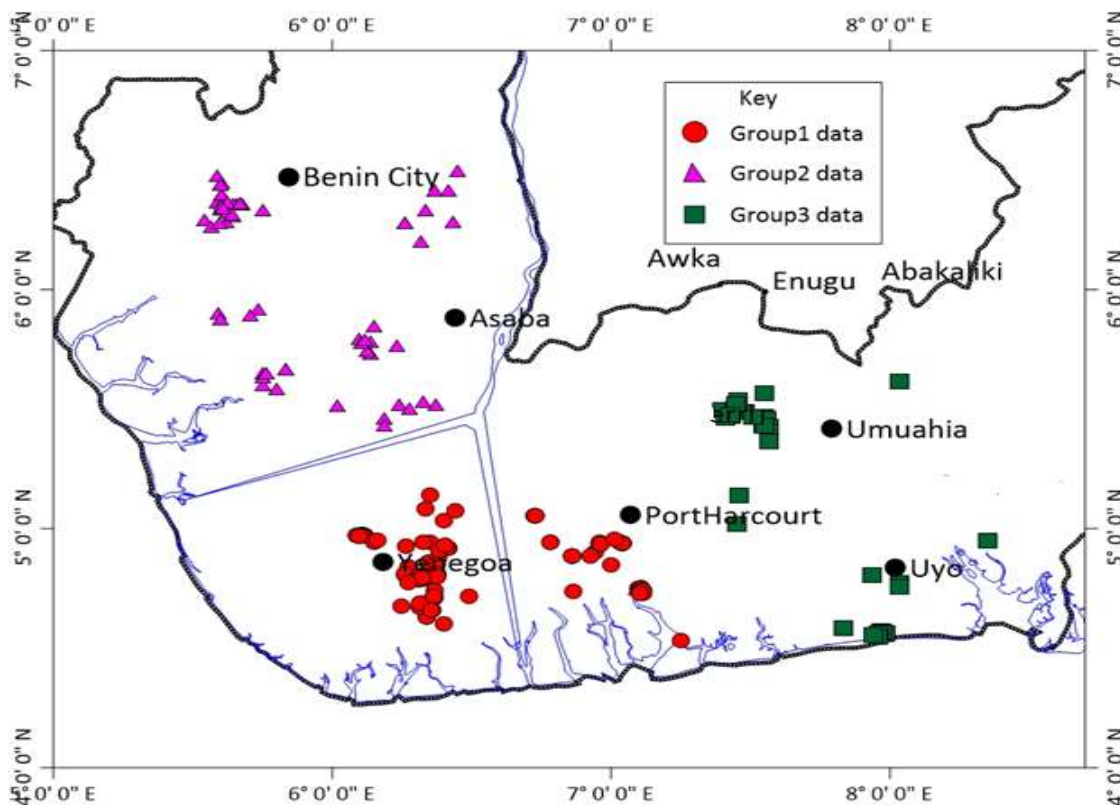 5° 0' 0" E 6° 0' 0" E 7° 0' 0" E 8° 0' 0" E
7° 0' 0" N 7° 0' 0" N
Key
Group1 data
Group2 data
Group3 data
Benin City
Awka
Enugu
Abakaliki
6° 0' 0" N 6° 0' 0" N
Asaba
Umuahia
PortHarcourt
5° 0' 0" N 5° 0' 0" N
Yenegoa
Uyo
4° 0' 0" N 4° 0' 0" N
5° 0' 0" E 6° 0' 0" E 7° 0' 0" E 8° 0' 0" E